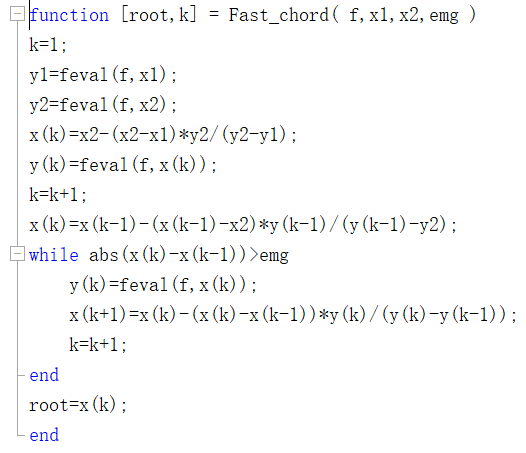 function [root,k] = Fast_chord( f,x1,x2,emg )
k=1;
y1=feval(f,x1);
y2=feval(f,x2);
x(k)=x2-(x2-x1)*y2/(y2-y1);
y(k)=feval(f,x(k));
k=k+1;
x(k)=x(k-1)-(x(k-1)-x2)*y(k-1)/(y(k-1)-y2);
while abs(x(k)-x(k-1))>emg
    y(k)=feval(f,x(k));
    x(k+1)=x(k)-(x(k)-x(k-1))*y(k)/(y(k)-y(k-1));
    k=k+1;
end
root=x(k);
end